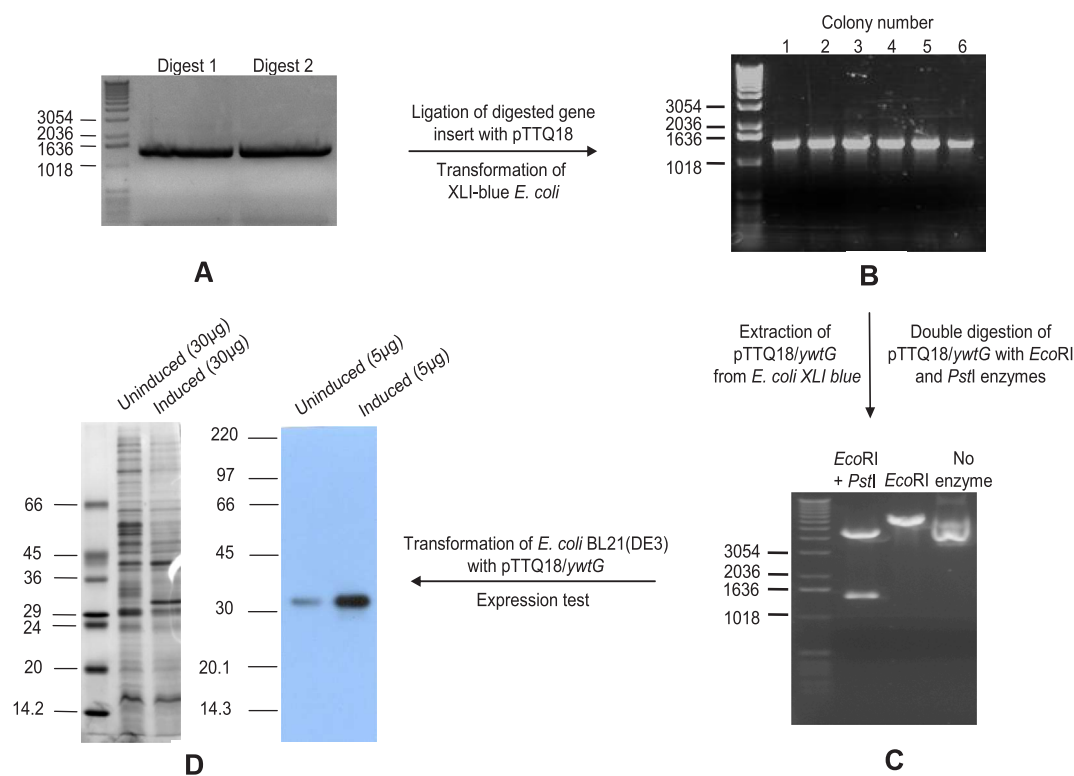 Digest 1 Digest 2
3054
2036
1636
1018
A
Ligation of digested gene
insert with pTTQ18
Transformation of
XLI-blue E. coli
Colony number
1 2 3 4 5 6
3054
2036
1636
1018
B
Extraction of
pTTQ18/ywtG
from E. coli XLI blue
Double digestion of
pTTQ18/ywtG with EcoRI
and PstI enzymes
EcoRI
+ PstI
EcoRI
No
enzyme
3054
2036
1636
1018
C
Transformation of E. coli BL21(DE3)
with pTTQ18/ywtG
Expression test
Uninduced (30µg)
Induced (30µg)
66
45
36
29
24
20
14.2
Uninduced (5µg)
Induced (5µg)
220
97
66
45
30
20.1
14.3
D